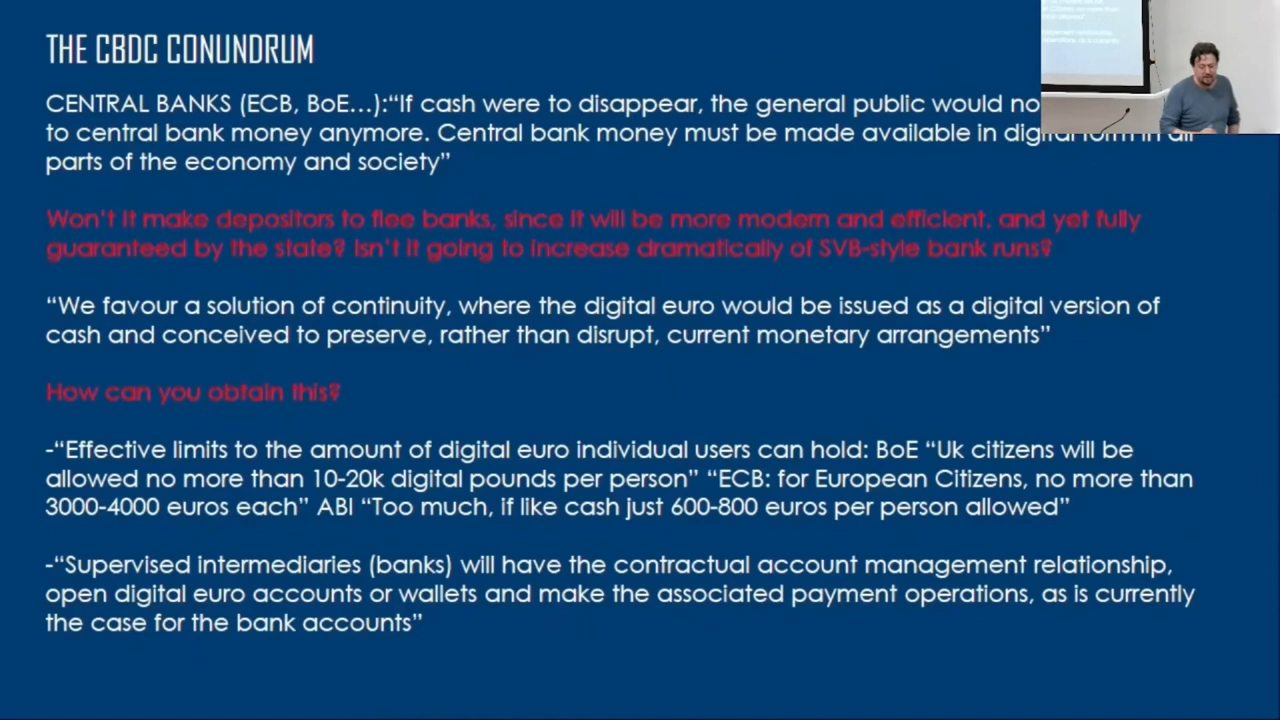 THE CBDC CONUNDRUM
CENTRAL BANKS (ECB, BoE...):“If cash were to disappear, the general public would no
to central bank money anymore. Central bank money must be made available in digital form in all
parts of the economy and society”
Won’t it make depositors to flee banks, since it will be more modern and efficient, and yet fully
guaranteed by the state? Isn’t it going to increase dramatically of SVB-style bank runs?
“We favour a solution of continuity, where the digital euro would be issued as a digital version of
cash and conceived to preserve, rather than disrupt, current monetary arrangements”
How can you obtain this?
-“Effective limits to the amount of digital euro individual users can hold: BoE “Uk citizens will be
allowed no more than 10-20k digital pounds per person” “ECB: for European Citizens, no more than
3000-4000 euros each” ABI “Too much, if like cash just 600-800 euros per person allowed”
-“Supervised intermediaries (banks) will have the contractual account management relationship,
open digital euro accounts or wallets and make the associated payment operations, as is currently
the case for the bank accounts”